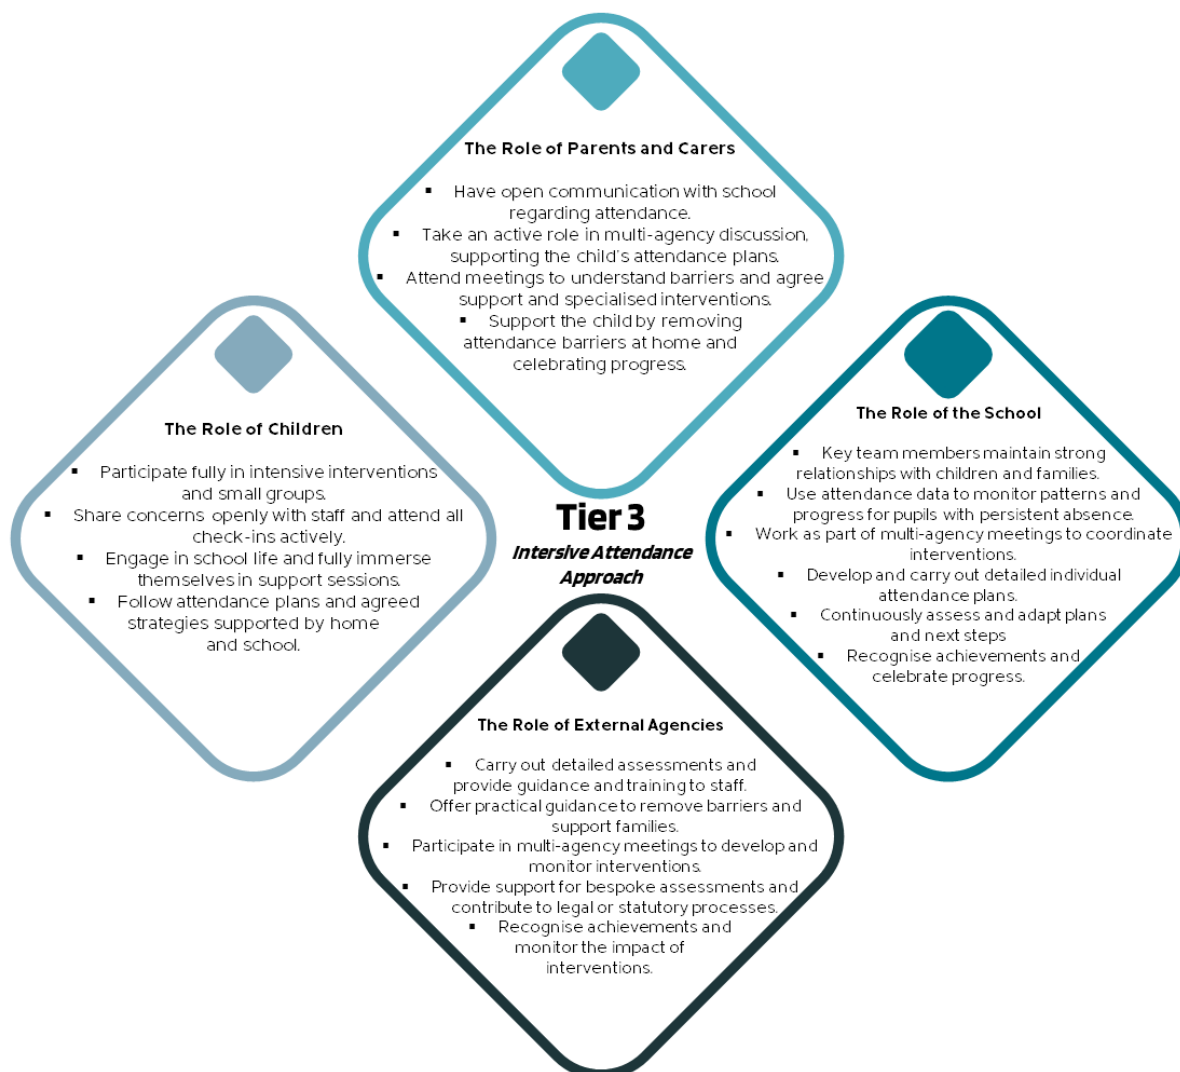 The Role of Parents and Carers
▪ Have open communication with school
regarding attendance.
▪ Take an active role in multi-agency discussion,
supporting the child's attendance plans.
▪ Attend meetings to understand barriers and agree
support and specialised interventions.
▪ Support the child by removing
attendance barriers at home and
celebrating progress.
The Role of Children
▪ Participate fully in intensive interventions
and small groups.
▪ Share concerns openly with staff and attend all
check-ins actively.
▪ Engage in school life and fully immerse
themselves in support sessions.
▪ Follow attendance plans and agreed
strategies supported by home
and school.
Tier 3
Intersive Attendance
Approach
The Role of the School
▪ Key team members maintain strong
relationships with children and families.
▪ Use attendance data to monitor patterns and
progress for pupils with persistent absence.
▪ Work as part of multi-agency meetings to coordinate
interventions.
▪ Develop and carry out detailed individual
attendance plans.
▪ Continuously assess and adapt plans
and next steps
▪ Recognise achievements and
celebrate progress.
The Role of External Agencies
▪ Carry out detailed assessments and
provide guidance and training to staff.
▪ Offer practical guidance to remove barriers and
support families.
▪ Participate in multi-agency meetings to develop and
monitor interventions.
▪ Provide support for bespoke assessments and
contribute to legal or statutory processes.
▪ Recognise achievements and
monitor the impact of
interventions.